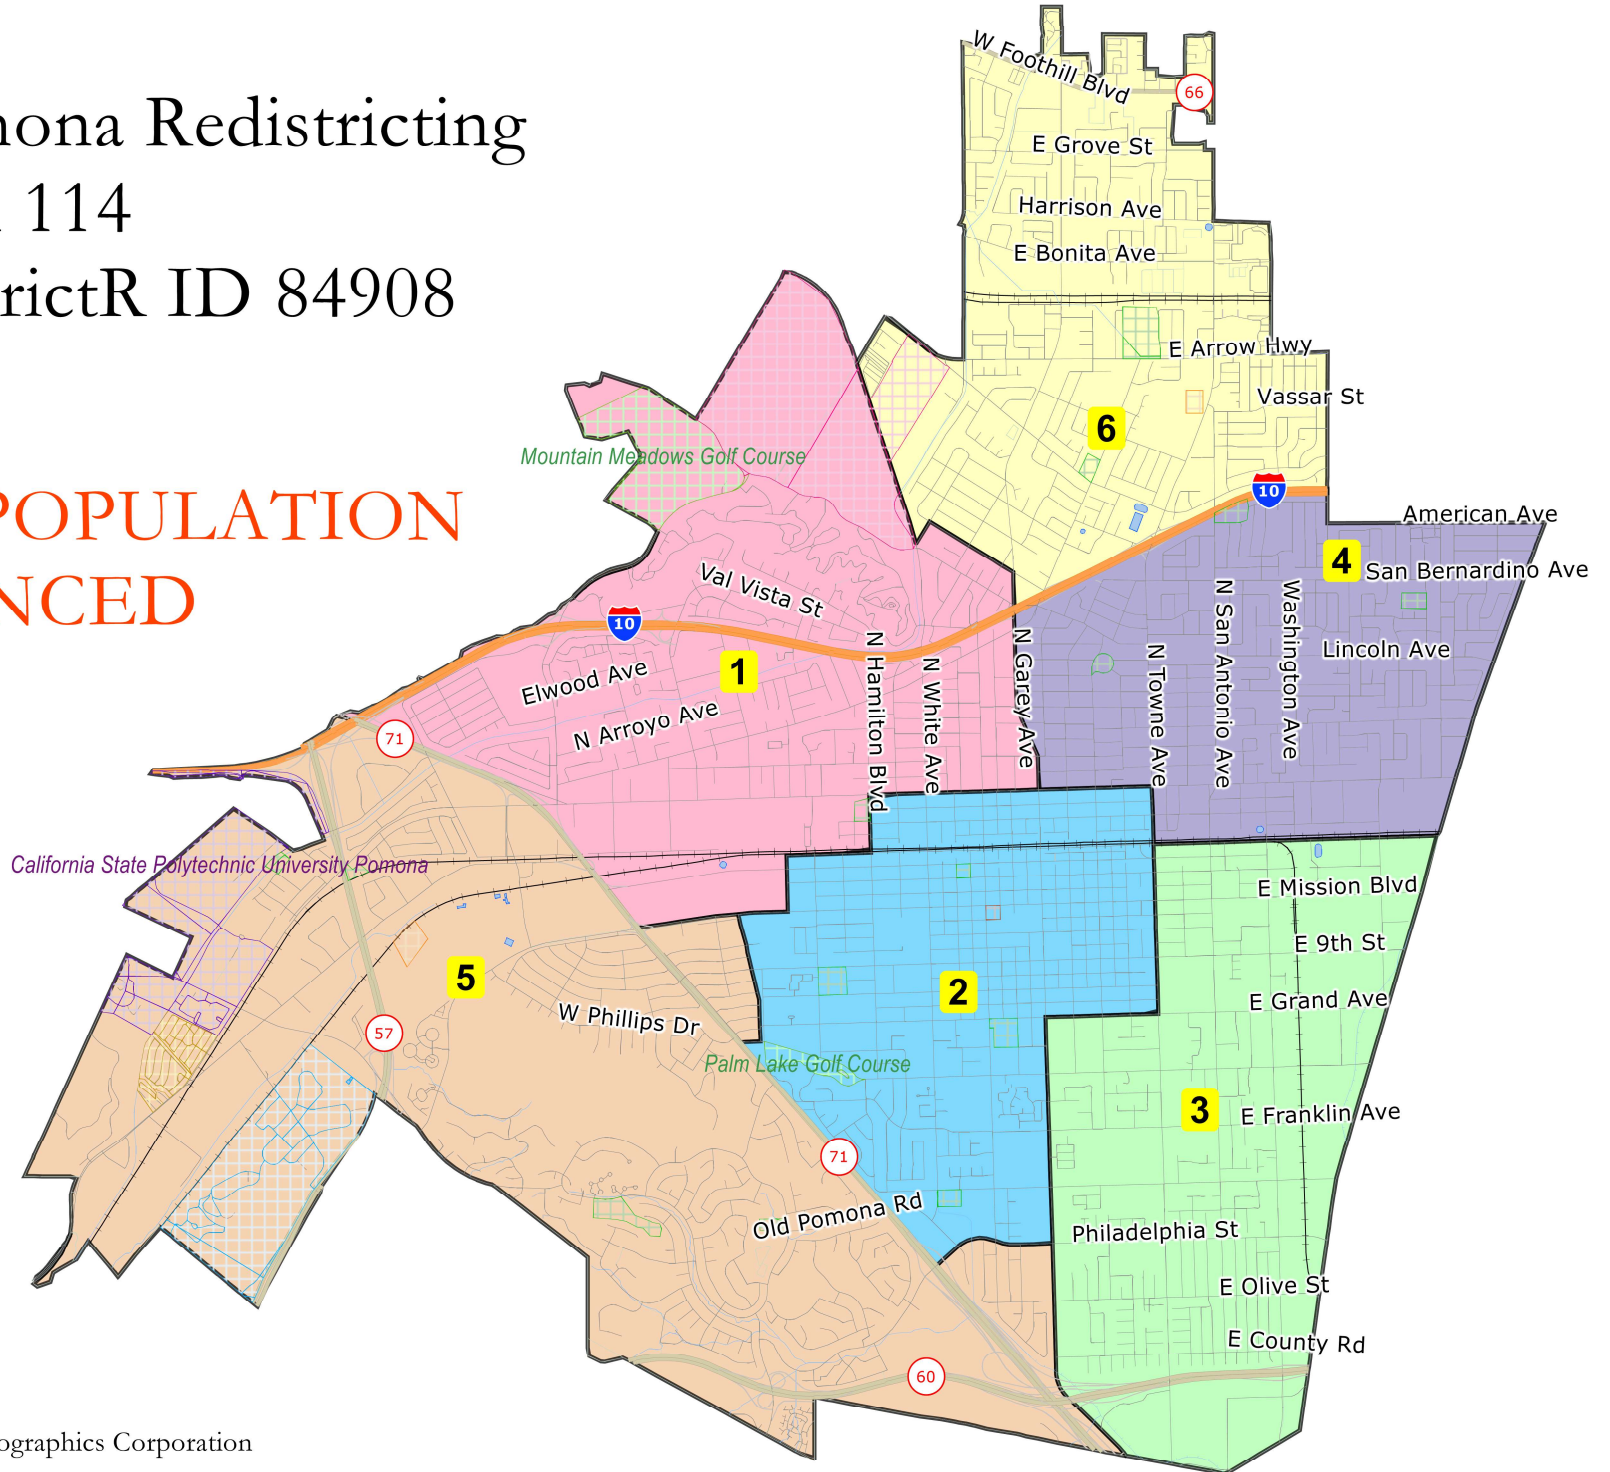 nona Redistricting
114
rictR ID 84908
POPULATION
NCED
W Foothill Blvd
66
E Grove St
Harrison Ave
E Bonita Ave
E Arrow Hwy
Vassar St
6
Mountain Meadows Golf Course
10
American Ave
4
San Bernardino Ave
Val Vista St
10
N San Antonio Ave
Washington Ave
Lincoln Ave
1
Elwood Ave
N Hamilton Blvd
N White Ave
N Garey Ave
N Towne Ave
N Arroyo Ave
71
California State Polytechnic University Pomona
E Mission Blvd
E 9th St
5
2
E Grand Ave
W Phillips Dr
57
Palm Lake Golf Course
3
E Franklin Ave
71
Old Pomona Rd
Philadelphia St
E Olive St
E County Rd
60
ographics Corporation